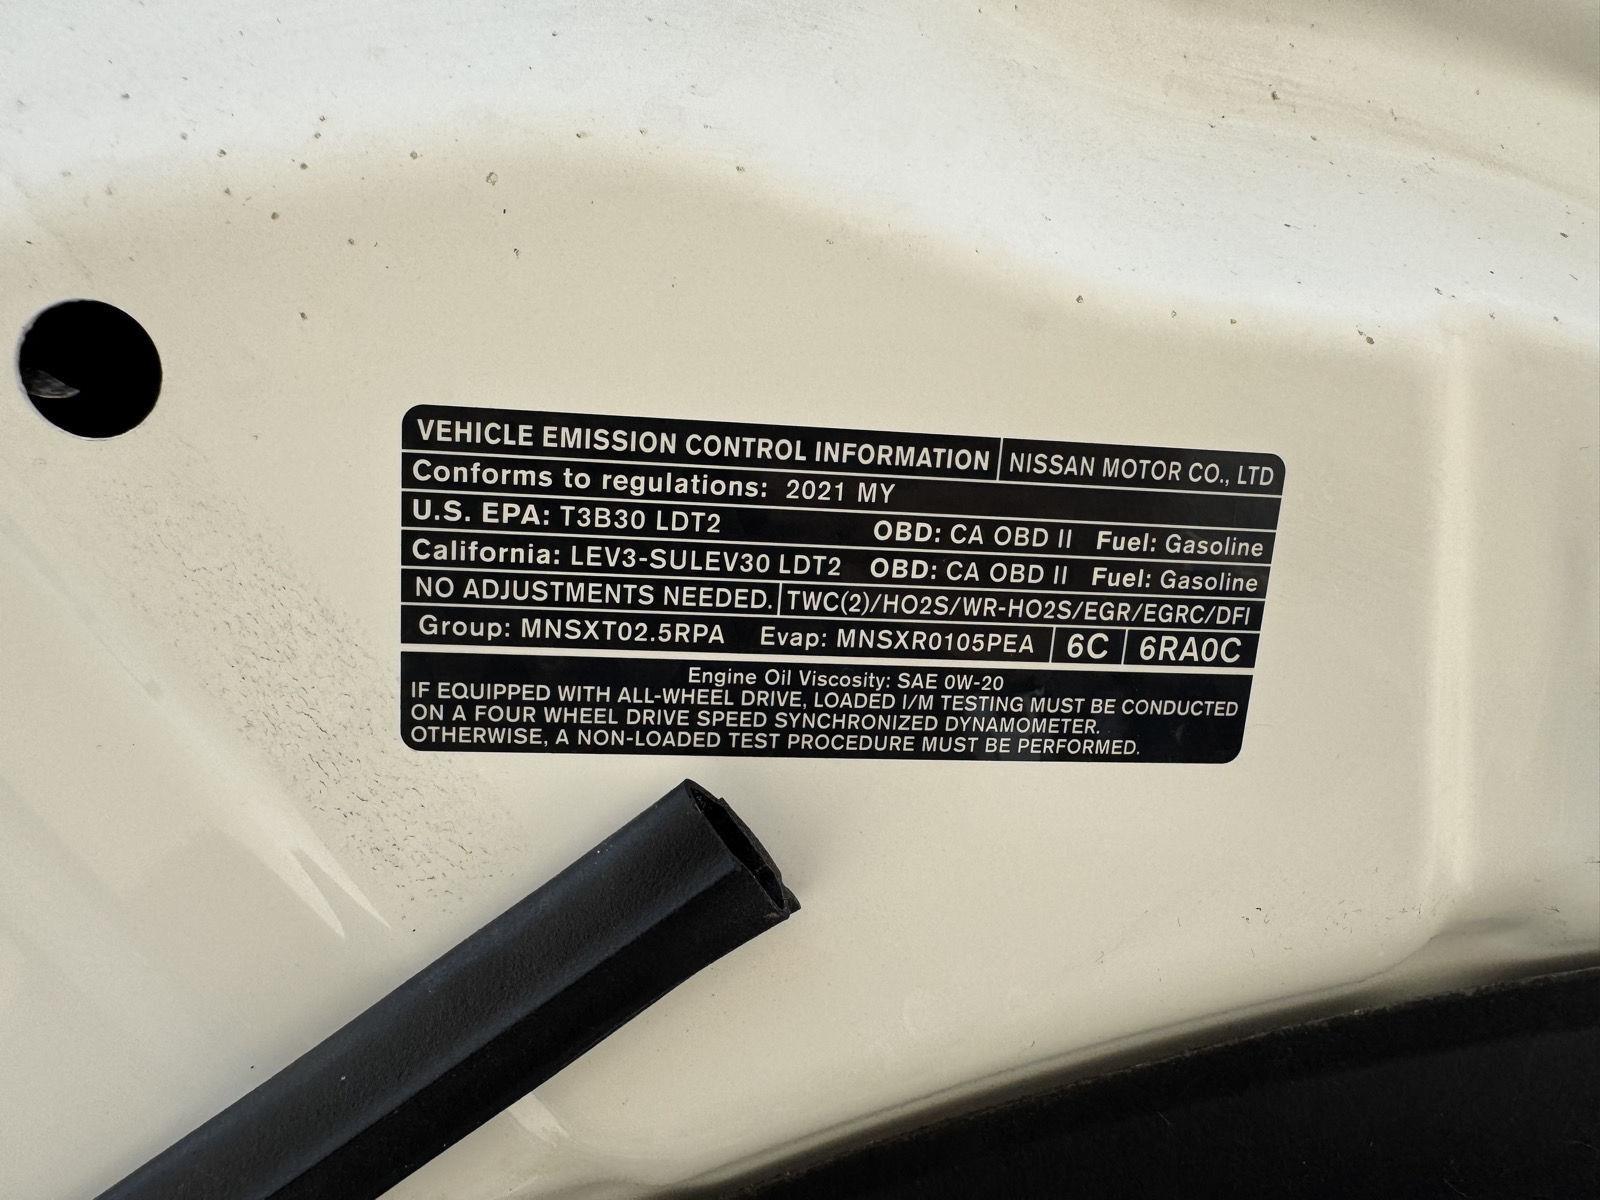 VEHICLE EMISSION CONTROL INFORMATION NISSAN MOTOR CO., LTD
Conforms to regulations: 2021 MY
U.S. EPA: T3B30 LDT2 OBD: CA OBD II Fuel: Gasoline
California: LEV3-SULEV30 LDT2 OBD: CA OBD II Fuel: Gasoline
NO ADJUSTMENTS NEEDED. TWC(2)/HO2S/WR-HO2S/EGR/EGRC/DFI
Group: MNSXT02.5RPA Evap: MNSXR0105PEA 6C 6RA0C
Engine Oil Viscosity: SAE 0W-20
IF EQUIPPED WITH ALL-WHEEL DRIVE, LOADED I/M TESTING MUST BE CONDUCTED
ON A FOUR WHEEL DRIVE SPEED SYNCHRONIZED DYNAMOMETER.
OTHERWISE, A NON-LOADED TEST PROCEDURE MUST BE PERFORMED.